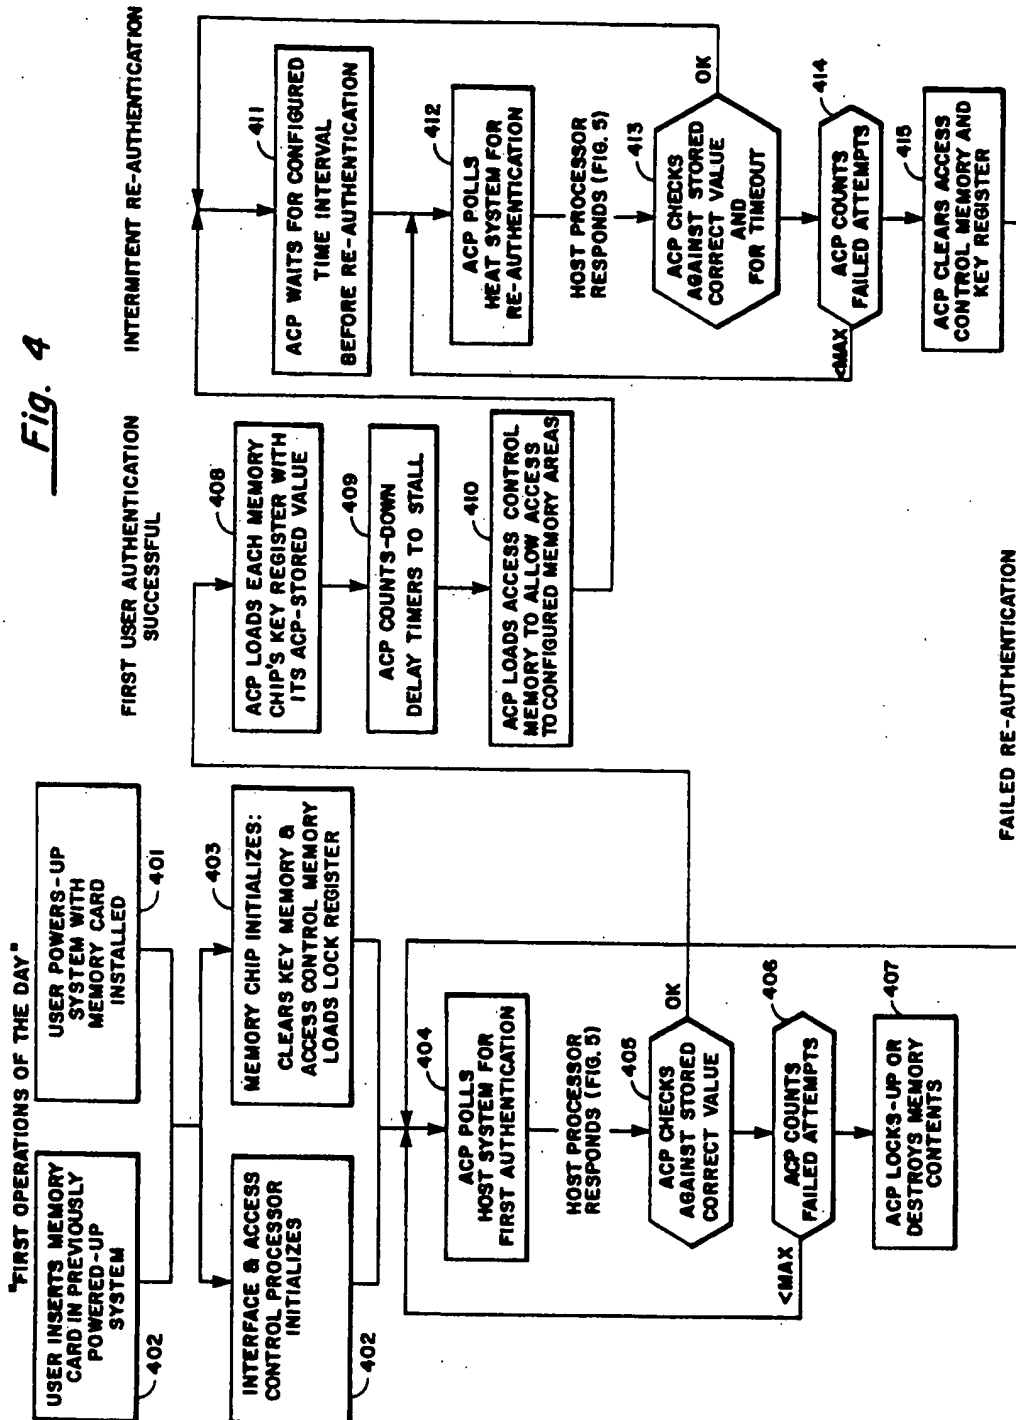 Fig. 4
"FIRST OPERATIONS OF THE DAY"
USER INSERTS MEMORY
CARD IN PREVIOUSLY
POWERED-UP
SYSTEM
402
USER POWERS-UP
SYSTEM WITH
MEMORY CARD
INSTALLED
401
INTERFACE & ACCESS
CONTROL PROCESSOR
INITIALIZES
402
MEMORY CHIP INITIALIZES:
CLEARS KEY MEMORY &
ACCESS CONTROL MEMORY
LOADS LOCK REGISTER
403
ACP POLLS
HOST SYSTEM FOR
FIRST AUTHENTICATION
404
HOST PROCESSOR
RESPONDS (FIG. 5)
ACP CHECKS
AGAINST STORED
CORRECT VALUE
405
OK
ACP COUNTS
FAILED ATTEMPTS
406
<MAX
ACP LOCKS-UP OR
DESTROYS MEMORY
CONTENTS
407
FIRST USER AUTHENTICATION
SUCCESSFUL
ACP LOADS EACH MEMORY
CHIP'S KEY REGISTER WITH
ITS ACP-STORED VALUE
408
ACP COUNTS-DOWN
DELAY TIMERS TO STALL
409
ACP LOADS ACCESS CONTROL
MEMORY TO ALLOW ACCESS
TO CONFIGURED MEMORY AREAS
410
INTERMITENT RE-AUTHENTICATION
ACP WAITS FOR CONFIGURED
TIME INTERVAL
BEFORE RE-AUTHENTICATION
411
ACP POLLS
HEAT SYSTEM FOR
RE-AUTHENTICATION
412
HOST PROCESSOR
RESPONDS (FIG. 5)
ACP CHECKS
AGAINST STORED
CORRECT VALUE
AND
FOR TIMEOUT
413
OK
ACP COUNTS
FAILED ATTEMPTS
414
<MAX
ACP CLEARS ACCESS
CONTROL MEMORY AND
KEY REGISTER
415
FAILED RE-AUTHENTICATION